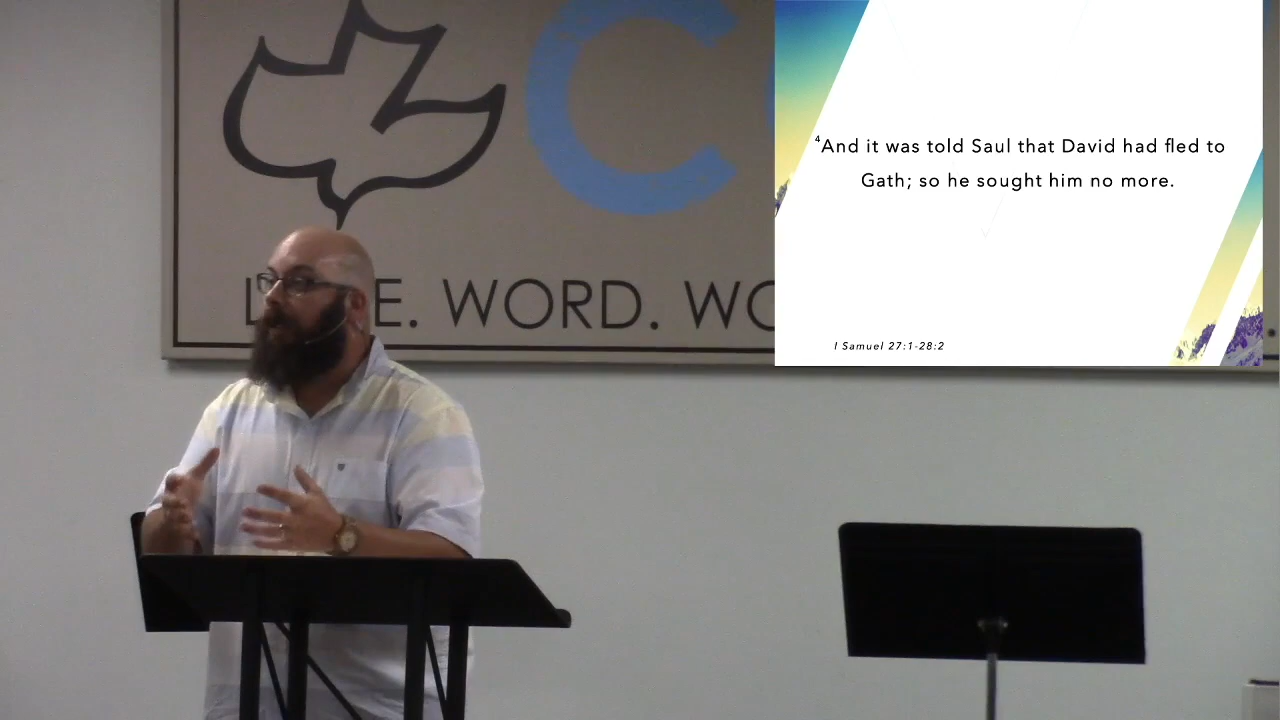 C
E. WORD. WO
⁴And it was told Saul that David had fled to
Gath; so he sought him no more.
I Samuel 27:1-28:2